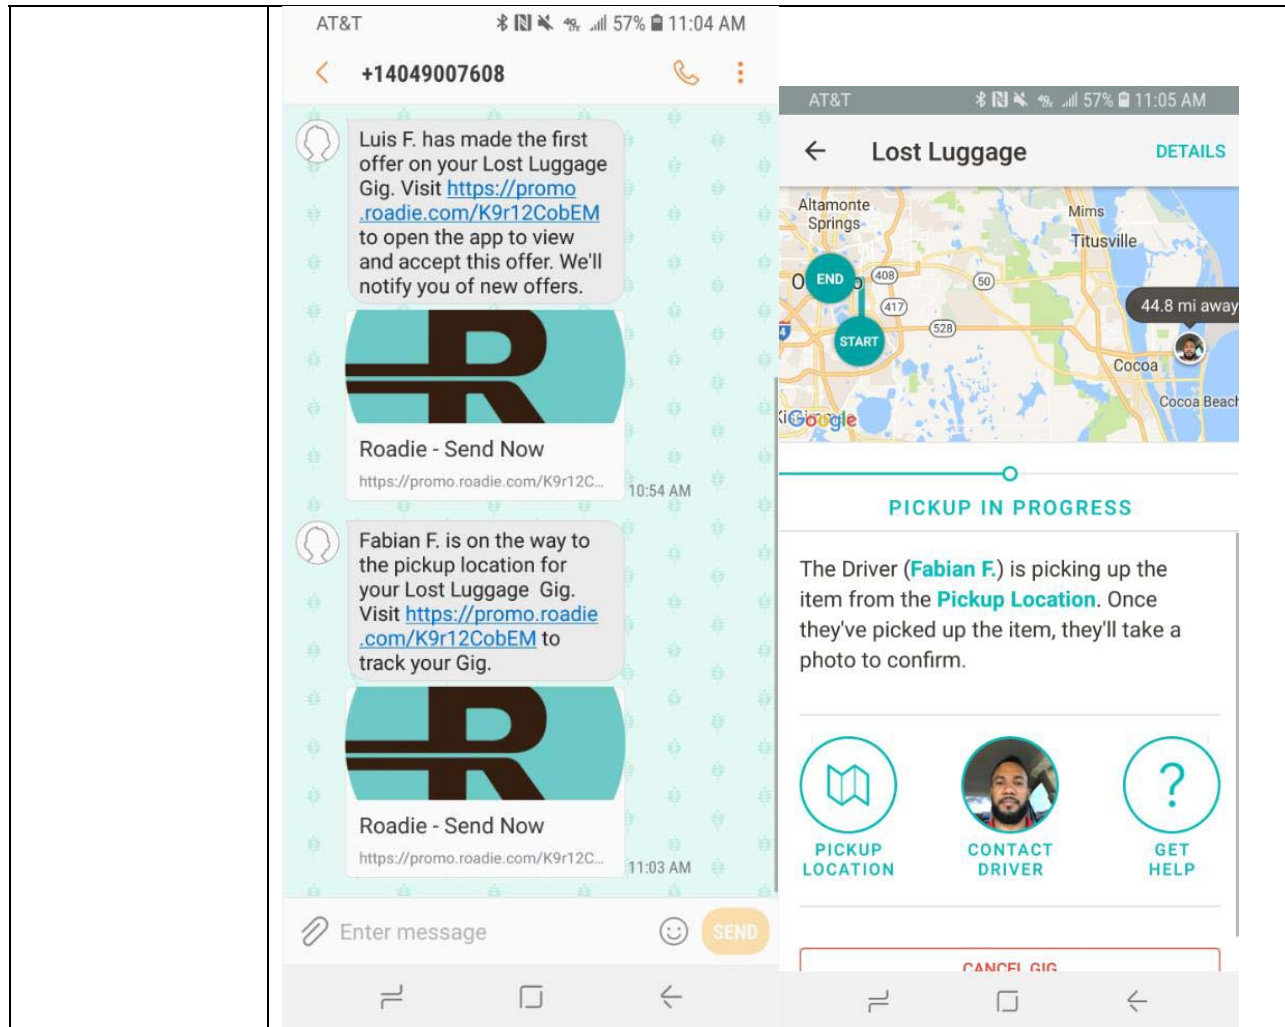 AT&T 57% 11:04 AM
+14049007608
Luis F. has made the first
offer on your Lost Luggage
Gig. Visit https://promo
.roadie.com/K9r12CobEM
to open the app to view
and accept this offer. We'll
notify you of new offers.
R
Roadie - Send Now
https://promo.roadie.com/K9r12C...
10:54 AM
Fabian F. is on the way to
the pickup location for
your Lost Luggage Gig.
Visit https://promo.roadie
.com/K9r12CobEM to
track your Gig.
R
Roadie - Send Now
https://promo.roadie.com/K9r12C...
11:03 AM
Enter message
SEND
AT&T 57% 11:05 AM
Lost Luggage DETAILS
Altamonte
Springs
Mims
Titusville
END
408
50
417
44.8 mi away
4
START
528
Cocoa
Cocoa Beach
Google
PICKUP IN PROGRESS
The Driver (Fabian F.) is picking up the
item from the Pickup Location. Once
they've picked up the item, they'll take a
photo to confirm.
?
PICKUP
LOCATION
CONTACT
DRIVER
GET
HELP
CANCEL GIG